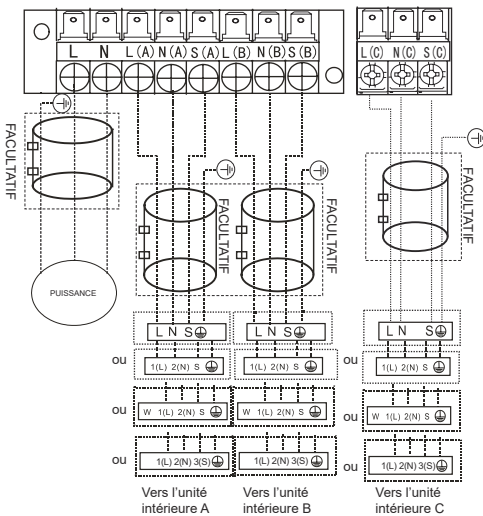 L N L (A) N (A) S (A) L (B) N (B) S (B)
L (C) N (C) S (C)
FACULTATIF
FACULTATIF
FACULTATIF
FACULTATIF
PUISSANCE
L N S
L N S
L N S
ou
1(L) 2(N) S
1(L) 2(N) S
ou
1(L) 2(N) S
ou
W 1(L) 2(N) S
W 1(L) 2(N) S
ou
W 1(L) 2(N) S
ou
1(L) 2(N) 3(S)
1(L) 2(N) 3(S)
ou
1(L) 2(N) 3(S)
Vers l'unité
intérieure A
Vers l'unité
intérieure B
Vers l'unité
intérieure C